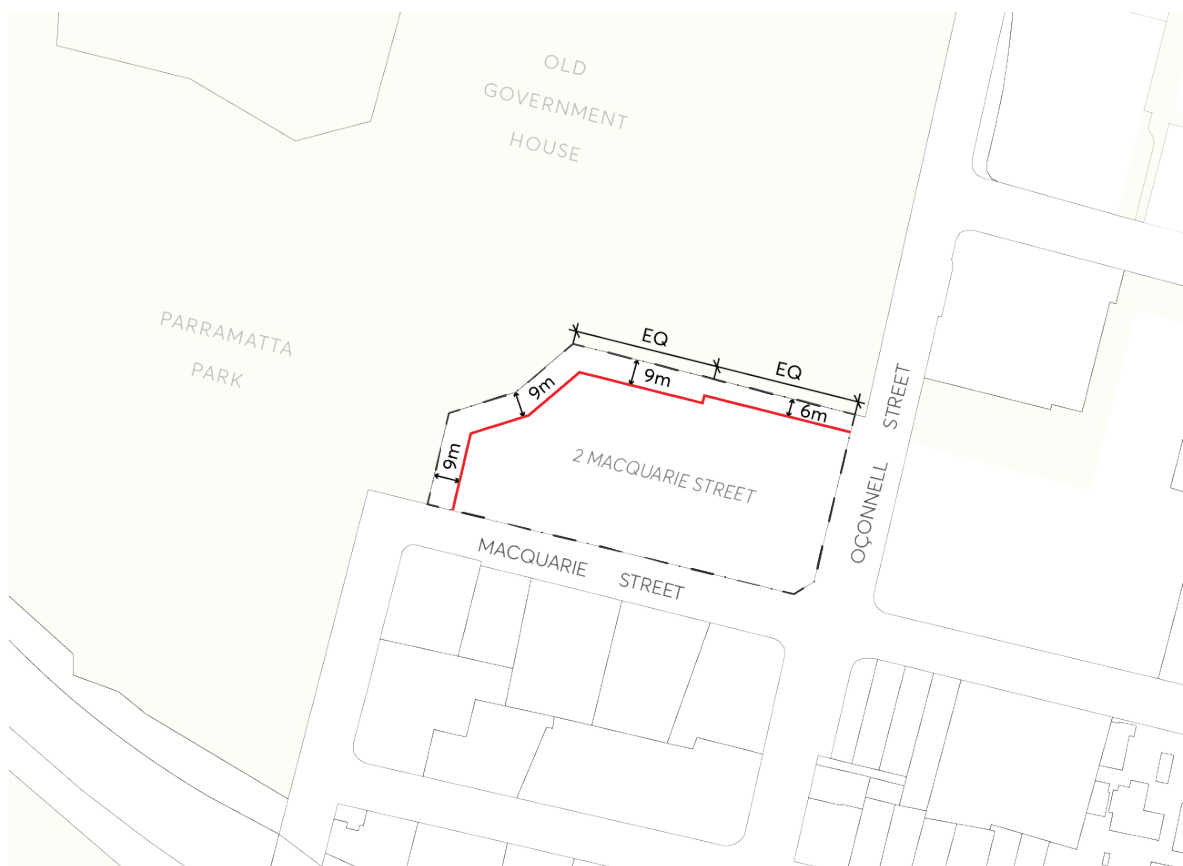 OLD
GOVERNMENT
HOUSE
PARRAMATTA
PARK
EQ
EQ
9m
9m
6m
9m
2 MACQUARIE STREET
OÇONNELL STREET
MACQUARIE STREET